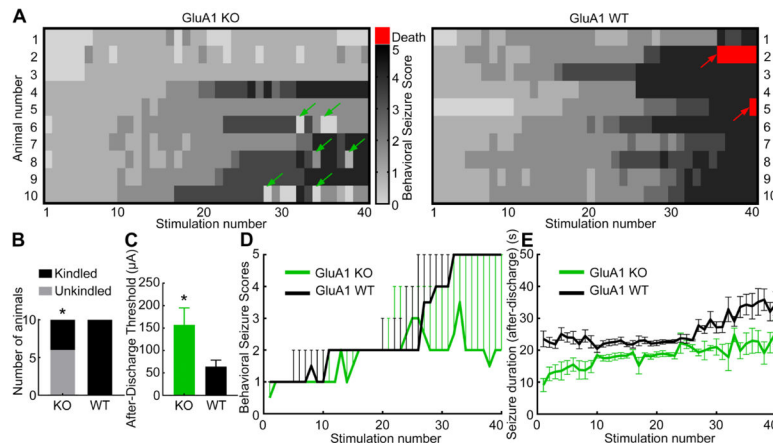 A
GluA1 KO
GluA1 WT
Animal number
1
2
3
4
5
6
7
8
9
10
1
10
20
30
40
Stimulation number
Death
5
4
3
2
1
0
Behavioral Seizure Score
1
2
3
4
5
6
7
8
9
10
1
10
20
30
40
Stimulation number
B
Kindled
Unkindled
*
Number of animals
10
5
0
KO
WT
C
*
After-Discharge Threshold (μA)
250
200
150
100
50
0
KO
WT
D
GluA1 KO
GluA1 WT
Behavioral Seizure Scores
5
4
3
2
1
0
0
10
20
30
40
Stimulation number
E
GluA1 KO
GluA1 WT
Seizure duration (after-discharge) (s)
50
40
30
20
10
0
0
10
20
30
40
Stimulation number